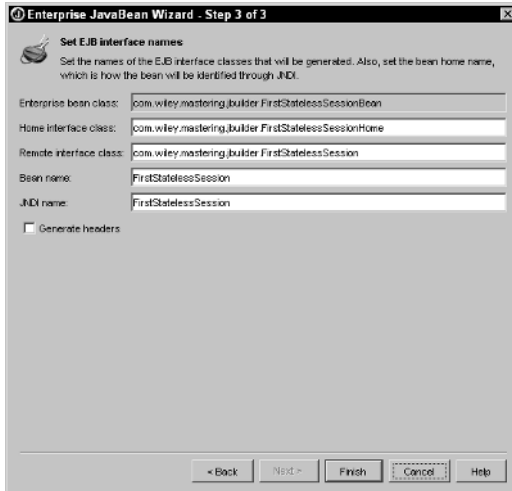 Enterprise JavaBean Wizard - Step 3 of 3
Set EJB interface names
Set the names of the EJB interface classes that will be generated. Also, set the bean home name,
which is how the bean will be identified through JNDI.
Enterprise bean class: com.wiley.mastering.jbuilder.FirstStatelessSessionBean
Home interface class: com.wiley.mastering.jbuilder.FirstStatelessSessionHome
Remote interface class: com.wiley.mastering.jbuilder.FirstStatelessSession
Bean name: FirstStatelessSession
JNDI name: FirstStatelessSession
Generate headers
< Back Next > Finish Cancel Help